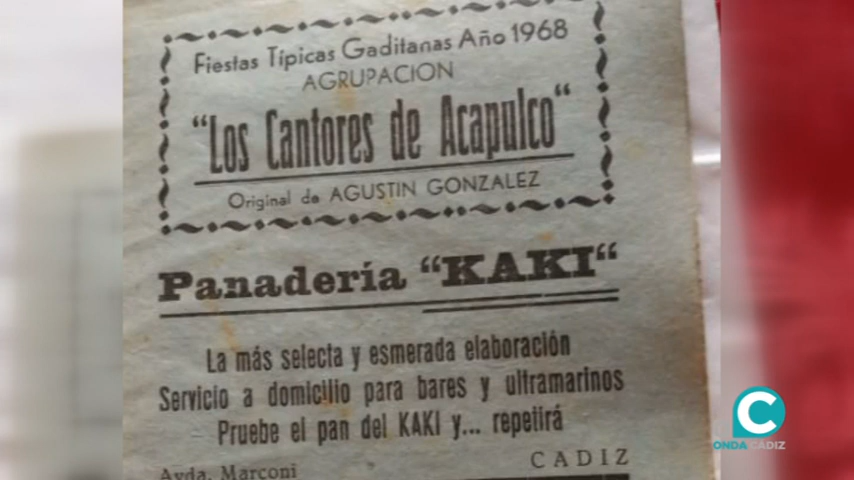 Fiestas Típicas Gaditanas Año 1968
AGRUPACION
"Los Cantores de Acapulco"
Original de AGUSTIN GONZALEZ
Panadería "KAKI"
La más selecta y esmerada elaboración
Servicio a domicilio para bares y ultramarinos
Pruebe el pan del KAKI y... repetirá
Avda. Marconi CADIZ
ONDA CÁDIZ